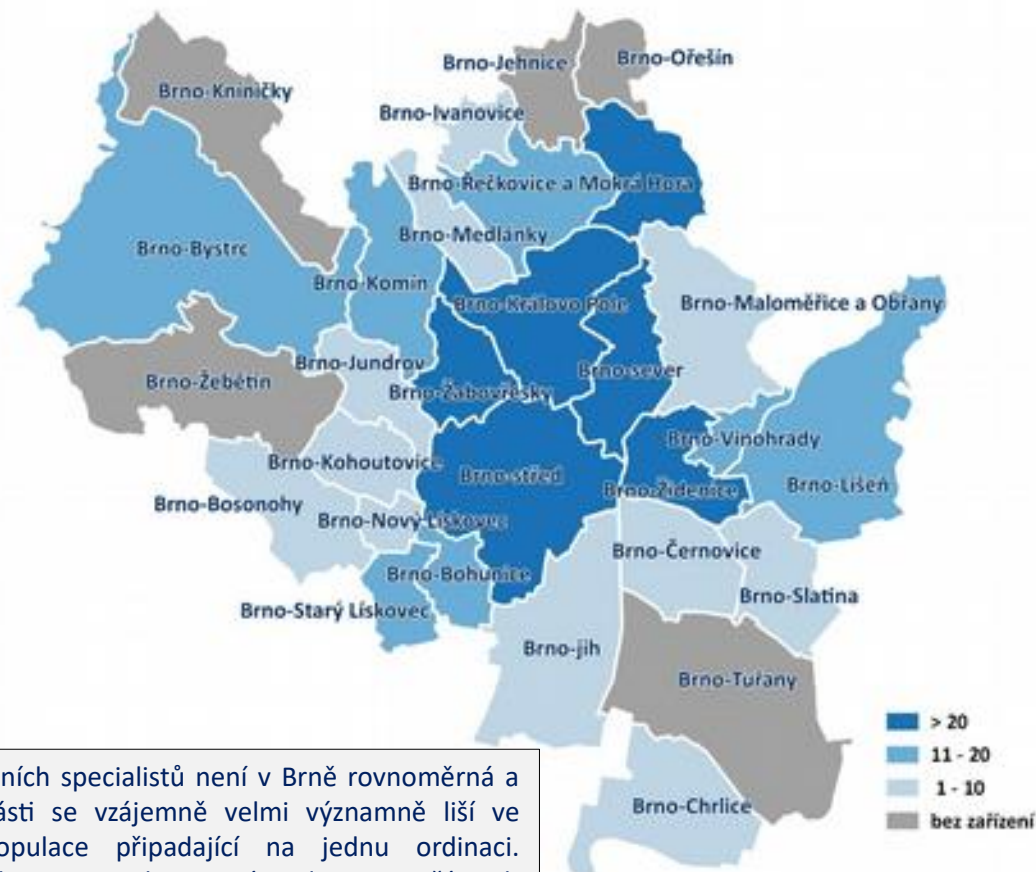 Brno-Jehnice
Brno-Ořešín
Brno-Kníničky
Brno-Ivanovice
Brno-Řečkovice a Mokrá Hora
Brno-Medlánky
Brno-Bystrc
Brno-Komín
Brno-Královo Pole
Brno-Maloměřice a Obřany
Brno-Jundrov
Brno-sever
Brno-Žebětín
Brno-Žabovřesky
Brno-Vinohrady
Brno-Kohoutovice
Brno-střed
Brno-Židenice
Brno-Líšeň
Brno-Bosonohy
Brno-Nový Lískovec
Brno-Černovice
Brno-Bohunice
Brno-Slatina
Brno-Starý Lískovec
Brno-jih
Brno-Tuřany
Brno-Chrlice
> 20
11 - 20
1 - 10
bez zařízení
ních specialistů není v Brně rovnoměrná a
ásti se vzájemně velmi významně liší ve
opulace připadající na jednu ordinaci.